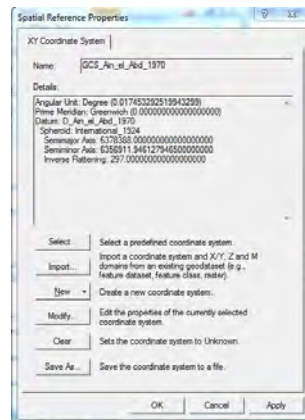 Spatial Reference Properties
XY Coordinate System
Name: GCS_Ain_el_Abd_1970
Details:
Angular Unit: Degree (0.017453292519943299)
Prime Meridian: Greenwich (0.000000000000000000)
Datum: D_Ain_el_Abd_1970
Spheroid: International_1924
Semimajor Axis: 6378388.000000000000000000
Semiminor Axis: 6356911.946127946500000000
Inverse Flattening: 297.000000000000000000
Select Select a predefined coordinate system.
Import... Import a coordinate system and X/Y, Z and M
domains from an existing geodataset (e.g.,
feature dataset, feature class, raster).
New Create a new coordinate system.
Modify... Edit the properties of the currently selected
coordinate system.
Clear Sets the coordinate system to Unknown.
Save As... Save the coordinate system to a file.
OK Cancel Apply